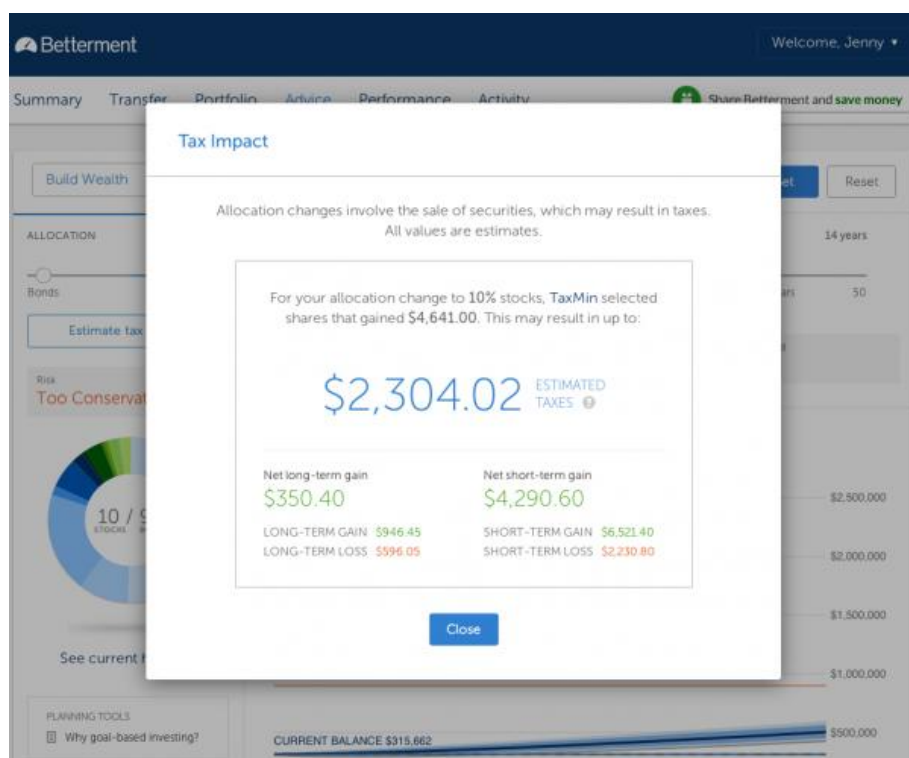 Betterment
Welcome, Jenny
Summary Transfer Portfolio Advice Performance Activity
Share Betterment and save money
Tax Impact
Build Wealth
Reset
Allocation changes involve the sale of securities, which may result in taxes.
All values are estimates.
ALLOCATION
14 years
Bonds
50
For your allocation change to 10% stocks, TaxMin selected
shares that gained $4,641.00. This may result in up to:
Estimate tax
Risk
Too
$2,304.02 ESTIMATED
TAXES
Net long-term gain
$350.40
LONG-TERM GAIN $946.45
LONG-TERM LOSS $596.05
Net short-term gain
$4,290.60
SHORT-TERM GAIN $6,521.40
SHORT-TERM LOSS $2,230.80
10 /
STOCKS
Close
See current
$2,500,000
$2,000,000
$1,500,000
$1,000,000
$500,000
PLANNING TOOLS
Why goal-based investing?
CURRENT BALANCE $315,662